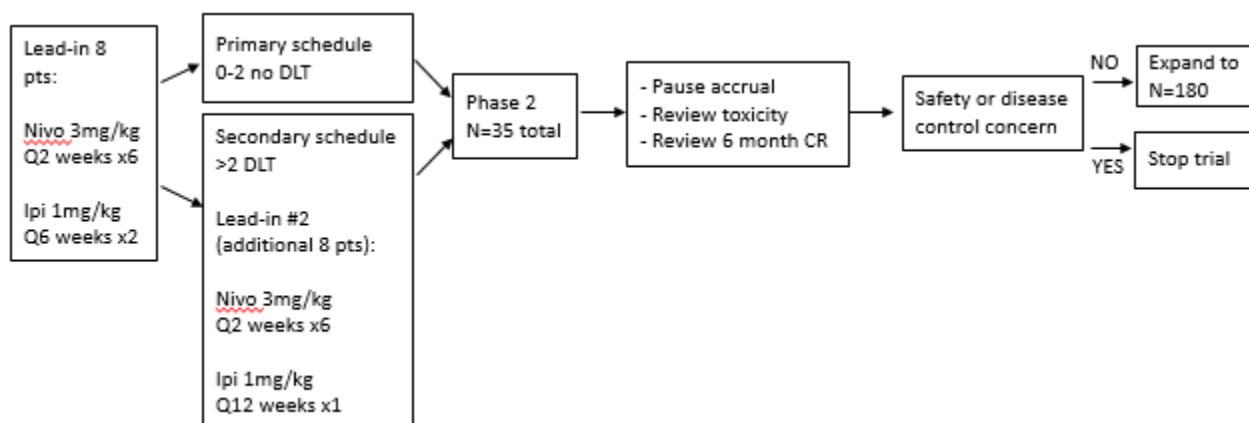 Lead-in 8
pts:
Nivo 3mg/kg
Q2 weeks x6
Ipi 1mg/kg
Q6 weeks x2
Primary schedule
0-2 no DLT
Secondary schedule
>2 DLT
Lead-in #2
(additional 8 pts):
Nivo 3mg/kg
Q2 weeks x6
Ipi 1mg/kg
Q12 weeks x1
Phase 2
N=35 total
- Pause accrual
- Review toxicity
- Review 6 month CR
Safety or disease
control concern
NO
Expand to
N=180
YES
Stop trial